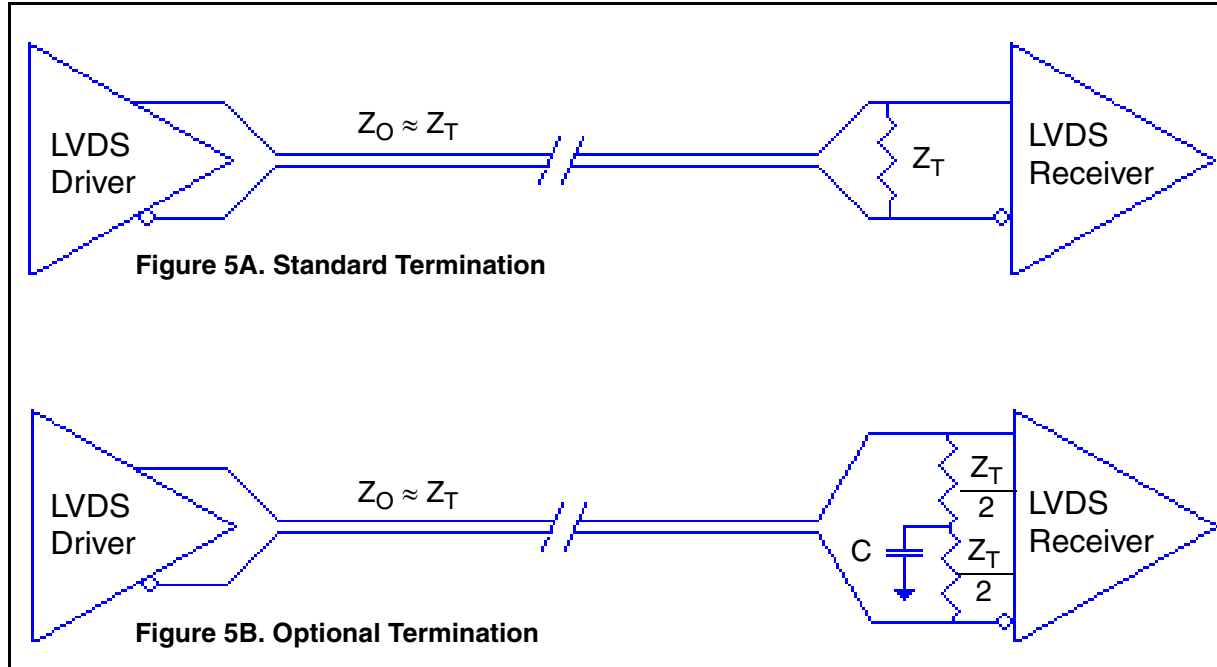 LVDS
Driver
Z_O ≈ Z_T
Z_T
LVDS
Receiver
Figure 5A. Standard Termination
LVDS
Driver
Z_O ≈ Z_T
C
Z_T
2
Z_T
2
LVDS
Receiver
Figure 5B. Optional Termination